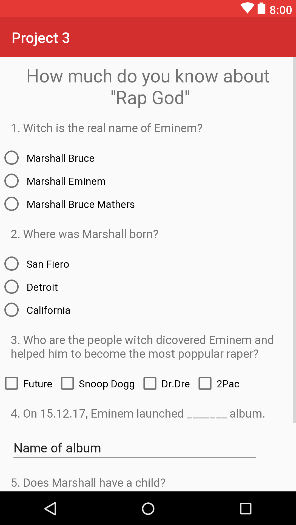 8:00
Project 3
How much do you know about
"Rap God"
1. Witch is the real name of Eminem?
Marshall Bruce
Marshall Eminem
Marshall Bruce Mathers
2. Where was Marshall born?
San Fiero
Detroit
California
3. Who are the people witch dicovered Eminem and
helped him to become the most poppular raper?
Future Snoop Dogg Dr.Dre 2Pac
4. On 15.12.17, Eminem launched _______ album.
Name of album
5. Does Marshall have a child?